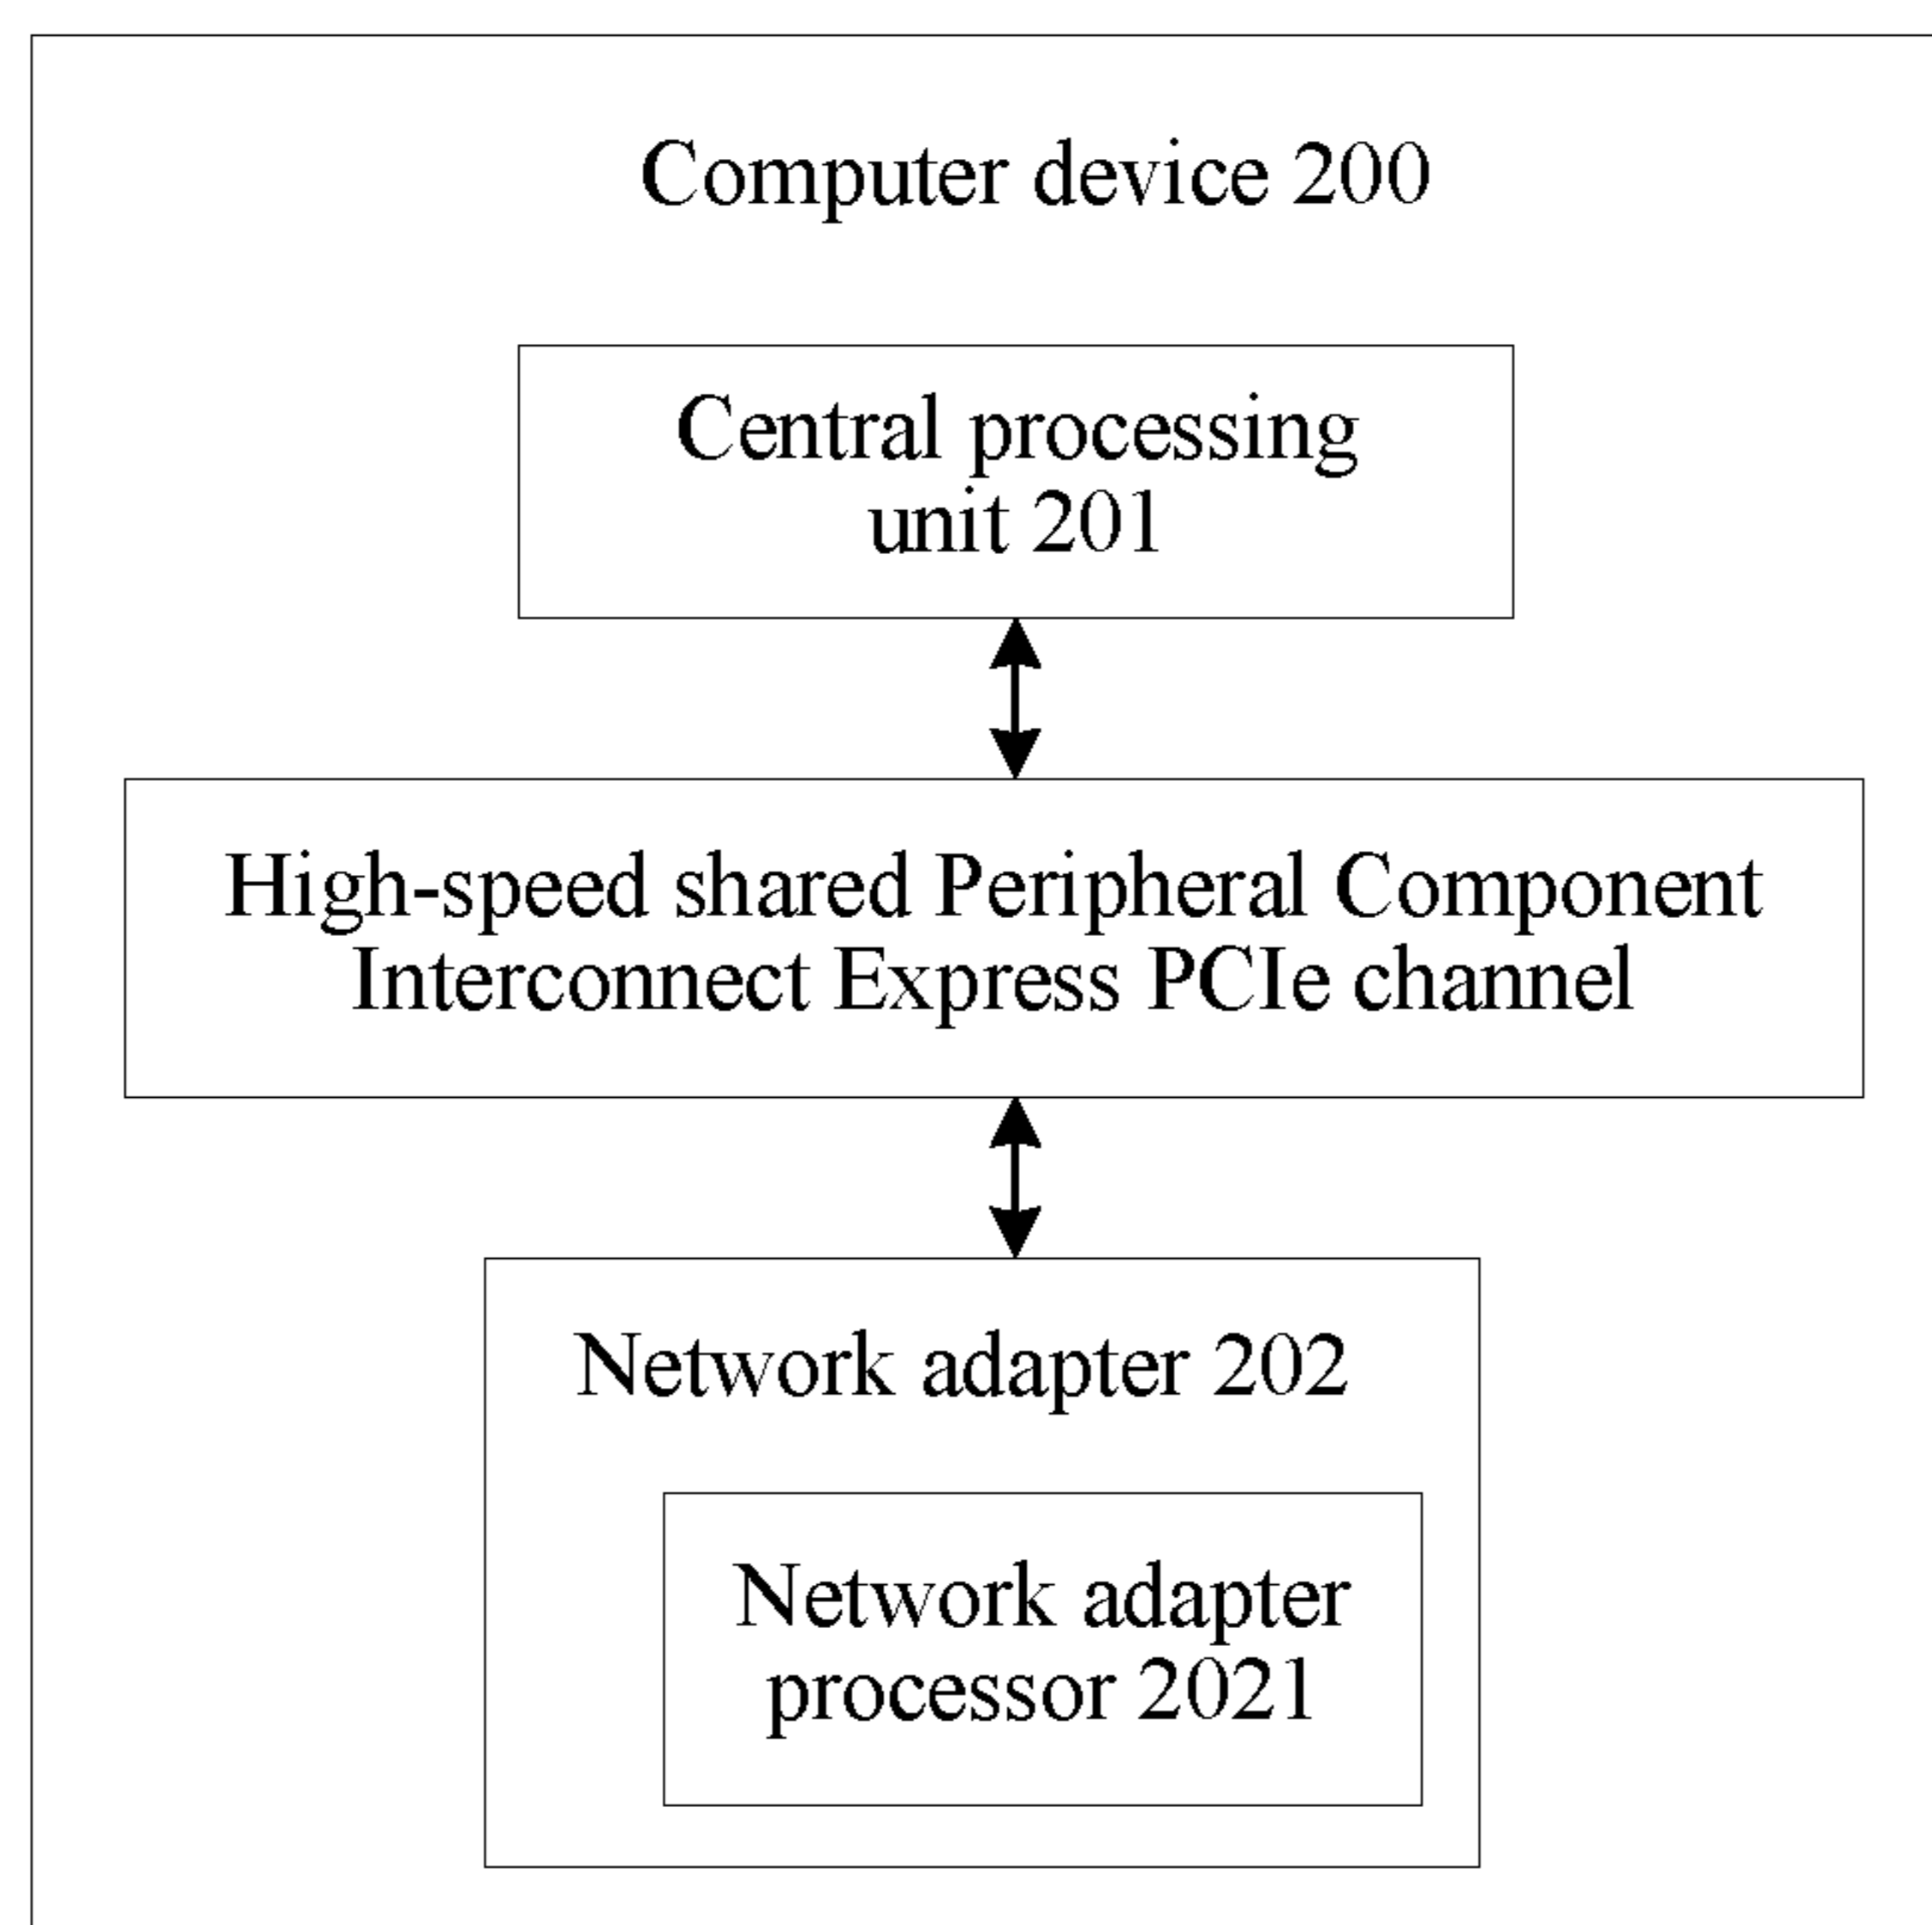 Computer device 200
Central processing
unit 201
High-speed shared Peripheral Component
Interconnect Express PCIe channel
Network adapter 202
Network adapter
processor 2021